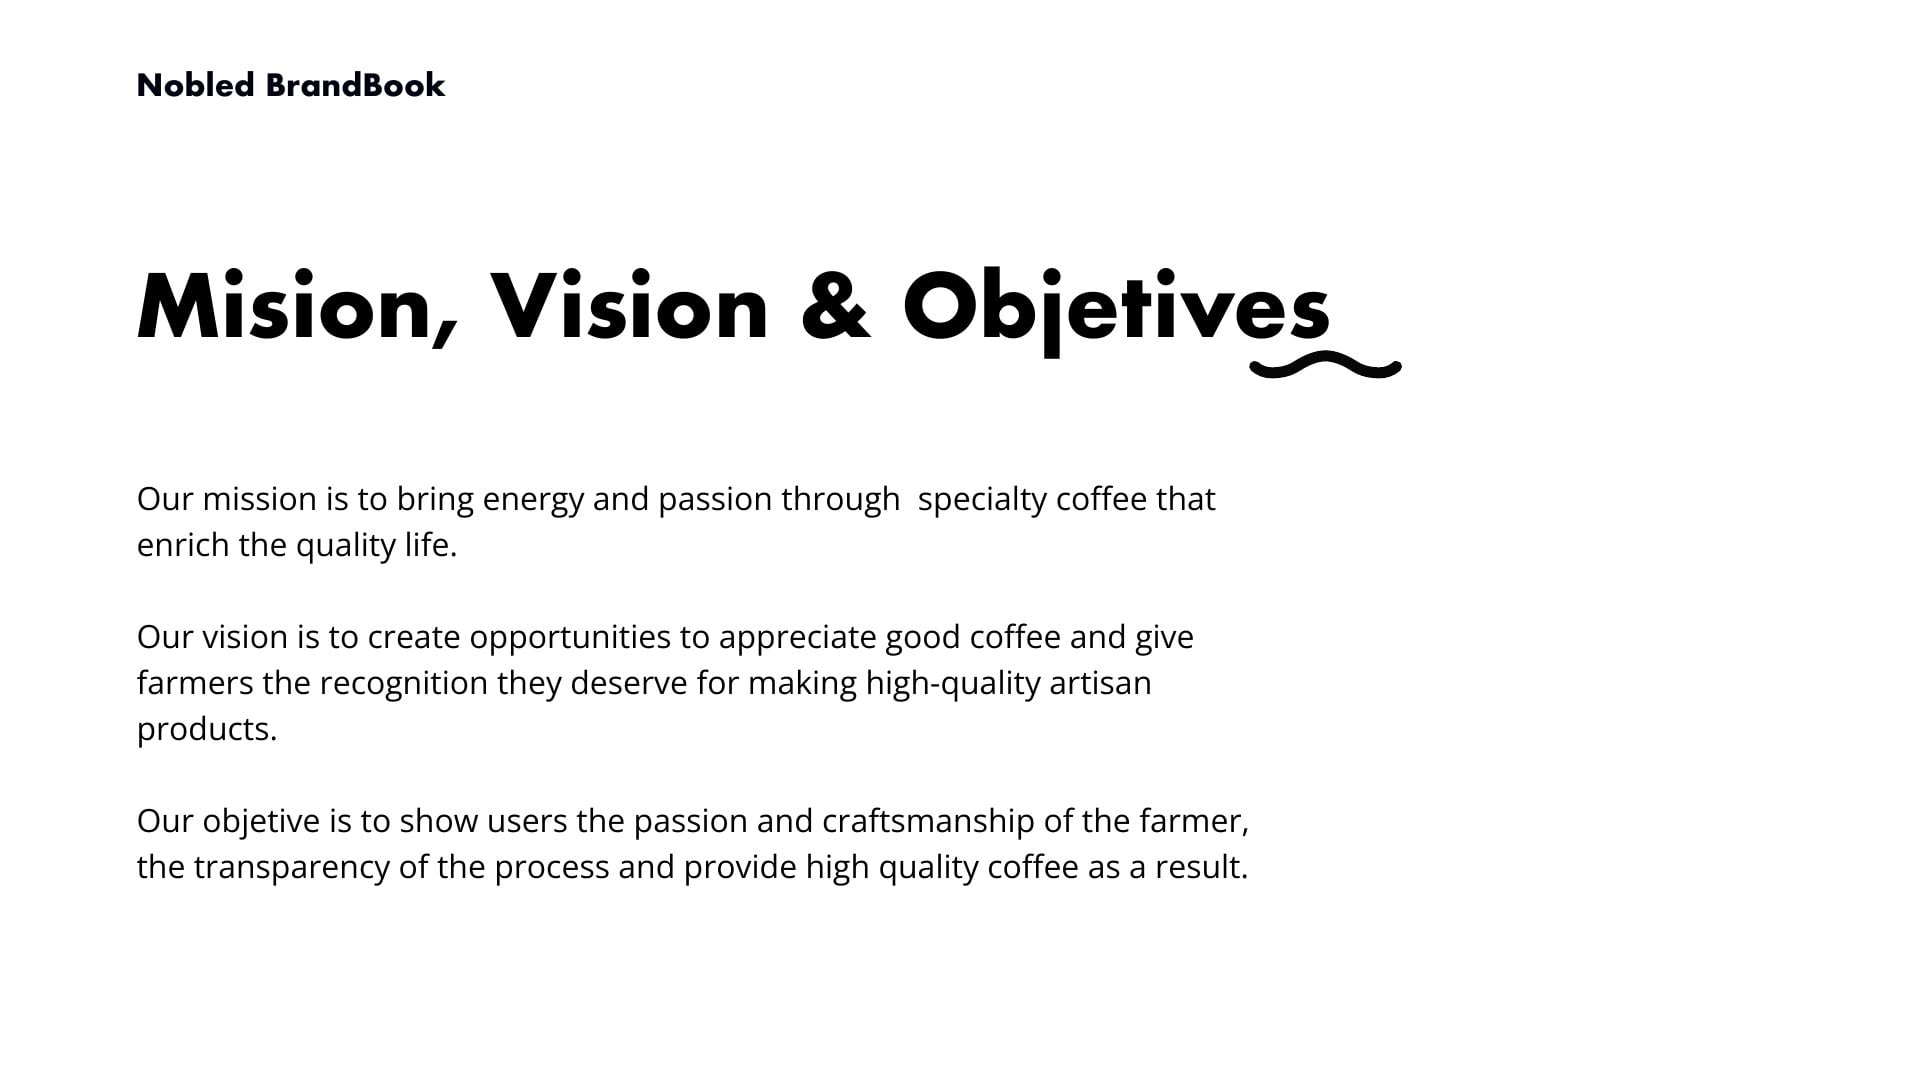 Nobled BrandBook
Mision, Vision & Objetives
Our mission is to bring energy and passion through  specialty coffee that
enrich the quality life.
Our vision is to create opportunities to appreciate good coffee and give
farmers the recognition they deserve for making high-quality artisan
products.
Our objetive is to show users the passion and craftsmanship of the farmer,
the transparency of the process and provide high quality coffee as a result.